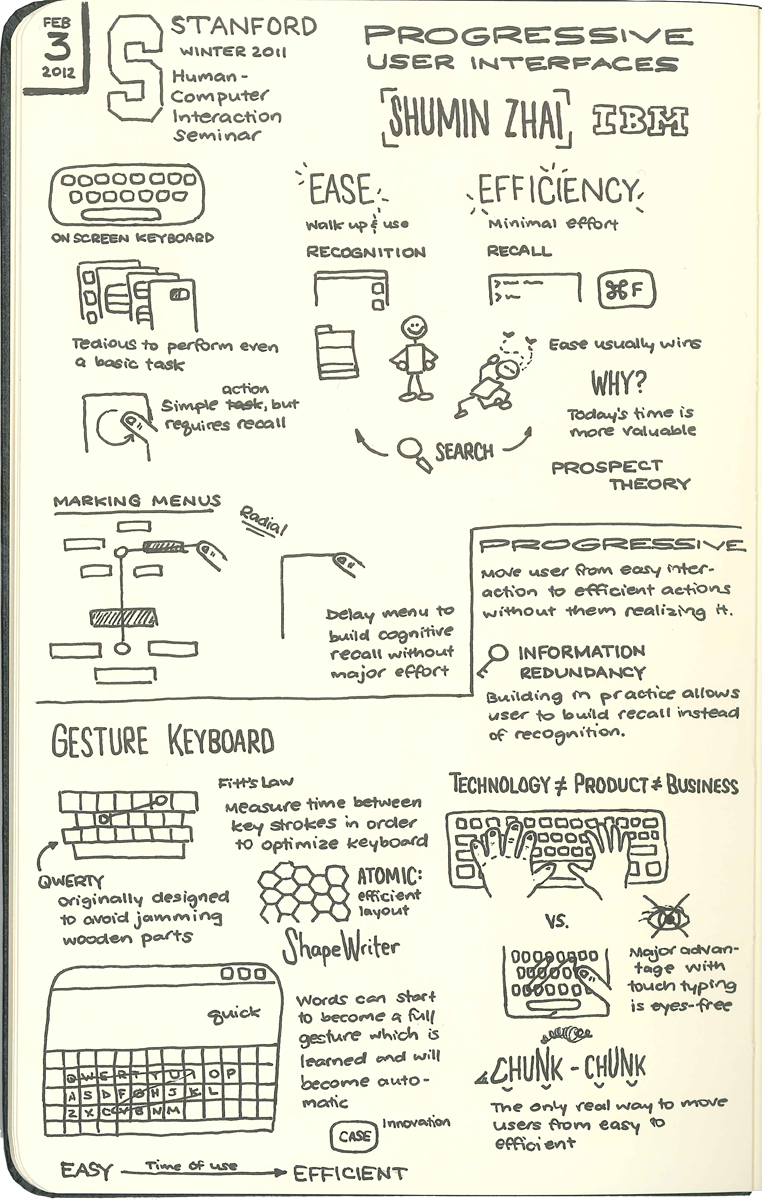 FEB
3
2012
S
STANFORD
WINTER 2011
Human-
Computer
Interaction
Seminar
PROGRESSIVE
USER INTERFACES
[SHUMIN ZHAI]
IBM
ON SCREEN KEYBOARD
EASE
Walk up & use
RECOGNITION
EFFICIENCY
Minimal effort
RECALL
⌘F
Tedious to perform even
a basic task
action
Simple task, but
requires recall
Ease usually wins
WHY?
Today's time is
more valuable
SEARCH
PROSPECT
THEORY
MARKING MENUS
Radial
Delay menu to
build cognitive
recall without
major effort
PROGRESSIVE
Move user from easy inter-
action to efficient actions
without them realizing it.
INFORMATION
REDUNDANCY
Building in practice allows
user to build recall instead
of recognition.
GESTURE KEYBOARD
Fitt's Law
Measure time between
key strokes in order
to optimize keyboard
QWERTY
originally designed
to avoid jamming
wooden parts
ATOMIC:
efficient
layout
ShapeWriter
quick
Q W E R T Y U I O P
A S D F G H J K L
Z X C V B N M
Words can start
to become a full
gesture which is
learned and will
become auto-
matic
CASE
Innovation
EASY Time of use EFFICIENT
TECHNOLOGY ≠ PRODUCT ≠ BUSINESS
VS.
Major advan-
tage with
touch typing
is eyes-free
CHUNK - CHUNK
The only real way to move
users from easy to
efficient